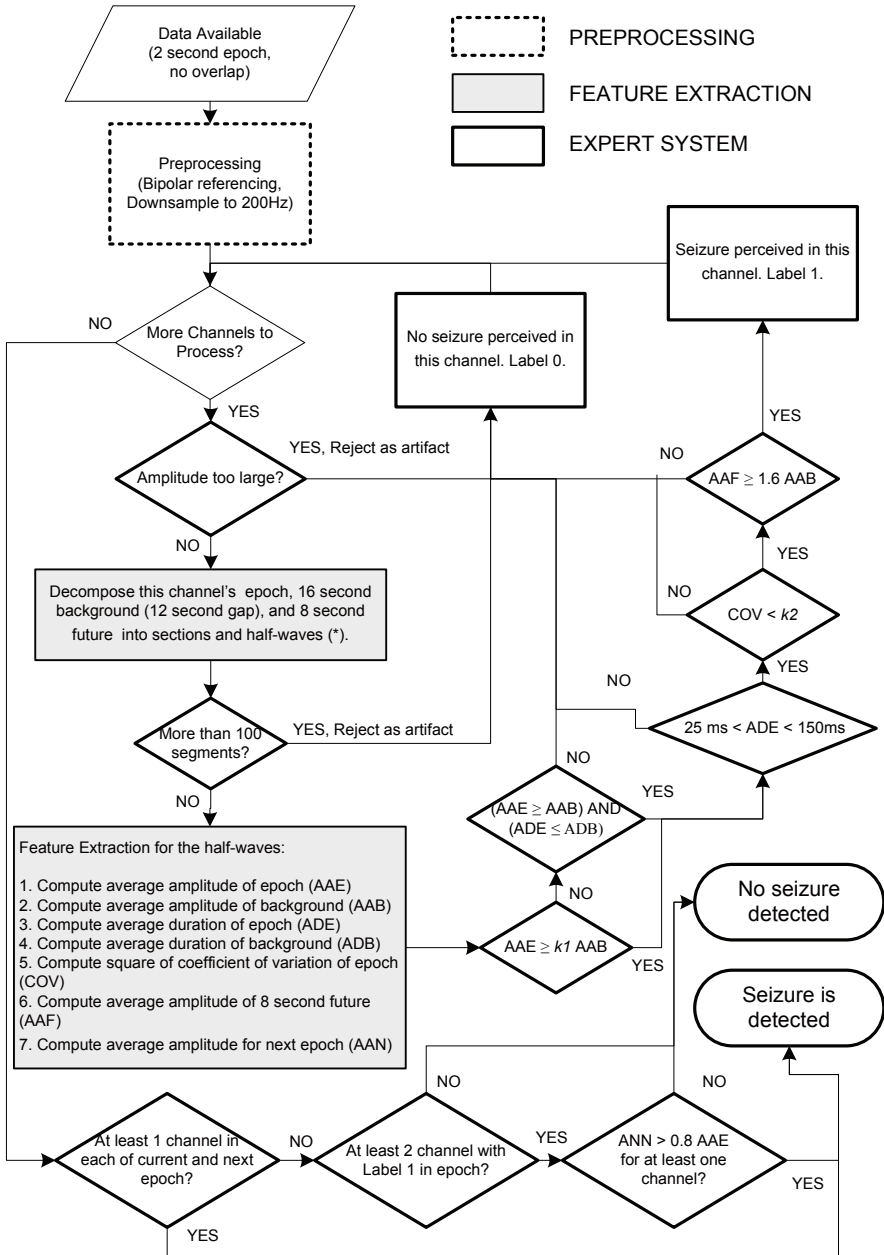 Data Available
(2 second epoch,
no overlap)
PREPROCESSING
FEATURE EXTRACTION
EXPERT SYSTEM
Preprocessing
(Bipolar referencing,
Downsample to 200Hz)
Seizure perceived in this
channel. Label 1.
No seizure perceived in
this channel. Label 0.
NO
More Channels to
Process?
YES
YES, Reject as artifact
Amplitude too large?
NO
YES
NO
AAF ≥ 1.6 AAB
YES
NO
COV < k2
YES
NO
25 ms < ADE < 150ms
Decompose this channel's epoch, 16 second
background (12 second gap), and 8 second
future into sections and half-waves (*).
More than 100
segments?
YES, Reject as artifact
NO
NO
(AAE ≥ AAB) AND
(ADE ≤ ADB)
YES
NO
AAE ≥ k1 AAB
YES
Feature Extraction for the half-waves:
1. Compute average amplitude of epoch (AAE)
2. Compute average amplitude of background (AAB)
3. Compute average duration of epoch (ADE)
4. Compute average duration of background (ADB)
5. Compute square of coefficient of variation of epoch
(COV)
6. Compute average amplitude of 8 second future
(AAF)
7. Compute average amplitude for next epoch (AAN)
No seizure
detected
Seizure is
detected
At least 1 channel in
each of current and next
epoch?
NO
YES
At least 2 channel with
Label 1 in epoch?
NO
YES
ANN > 0.8 AAE
for at least one
channel?
NO
YES